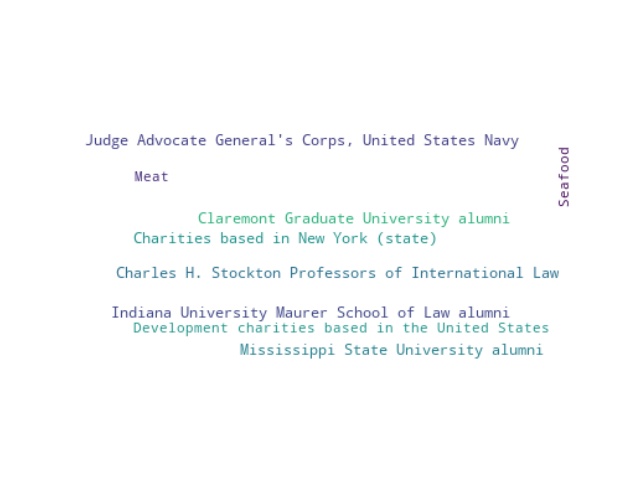 Judge Advocate General's Corps, United States Navy
Seafood
Meat
Claremont Graduate University alumni
Charities based in New York (state)
Charles H. Stockton Professors of International Law
Indiana University Maurer School of Law alumni
Development charities based in the United States
Mississippi State University alumni